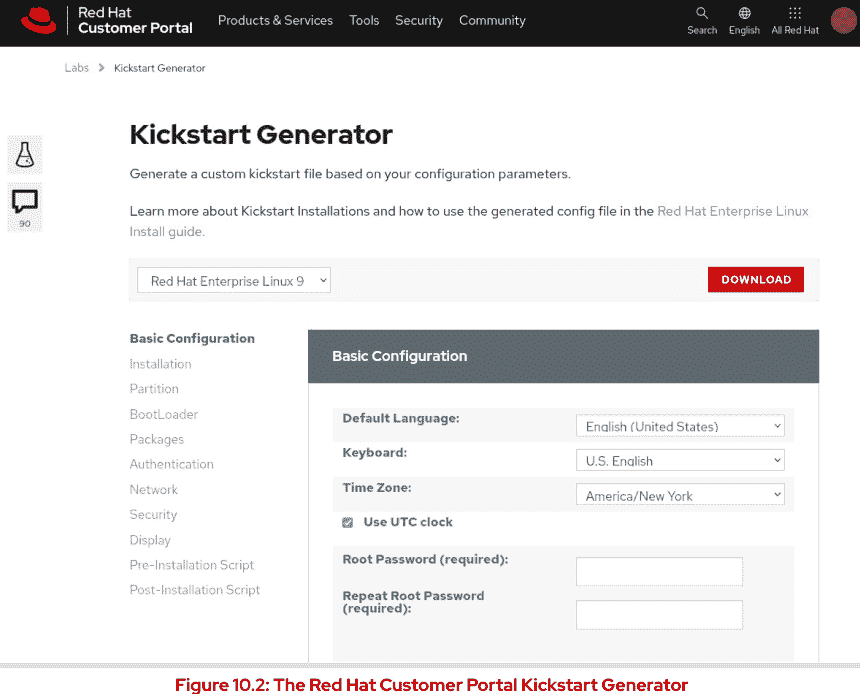 Red Hat
Customer Portal
Products & Services Tools Security Community
Search English All Red Hat
Labs > Kickstart Generator
Kickstart Generator
Generate a custom kickstart file based on your configuration parameters.
90
Learn more about Kickstart Installations and how to use the generated config file in the Red Hat Enterprise Linux
Install guide.
Red Hat Enterprise Linux 9
DOWNLOAD
Basic Configuration
Installation
Partition
BootLoader
Packages
Authentication
Network
Security
Display
Pre-Installation Script
Post-Installation Script
Basic Configuration
Default Language: English (United States)
Keyboard: U.S. English
Time Zone: America/New York
Use UTC clock
Root Password (required):
Repeat Root Password
(required):
Figure 10.2: The Red Hat Customer Portal Kickstart Generator